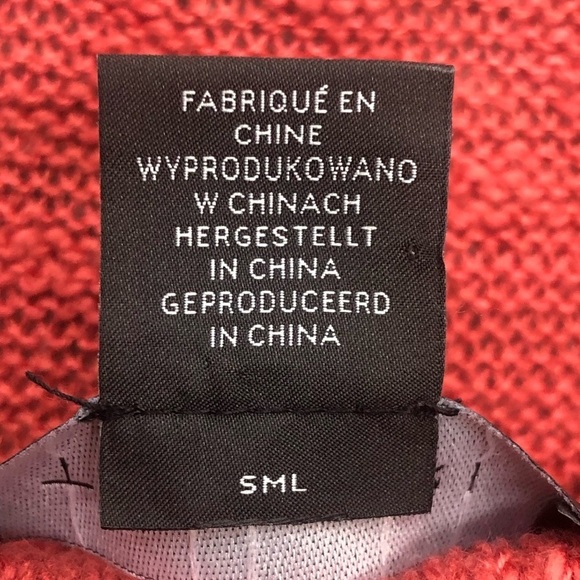 FABRIQUÉ EN
CHINE
WYPRODUKOWANO
W CHINACH
HERGESTELLT
IN CHINA
GEPRODUCEERD
IN CHINA
SML